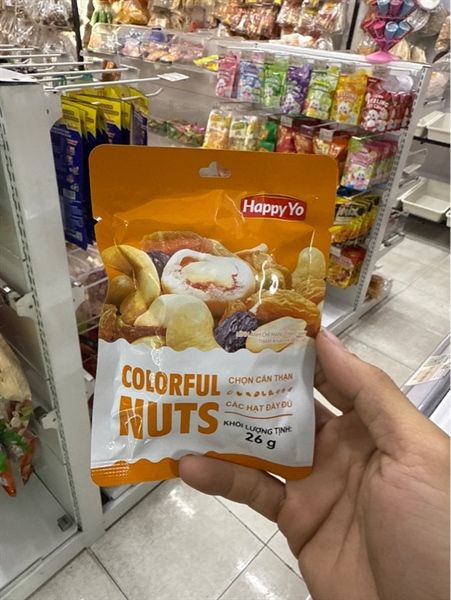 Happy Yo
COLORFUL
NUTS
CHỌN CẨN THẬN
CÁC HẠT ĐẦY ĐỦ
KHỐI LƯỢNG TỊNH:
26 g